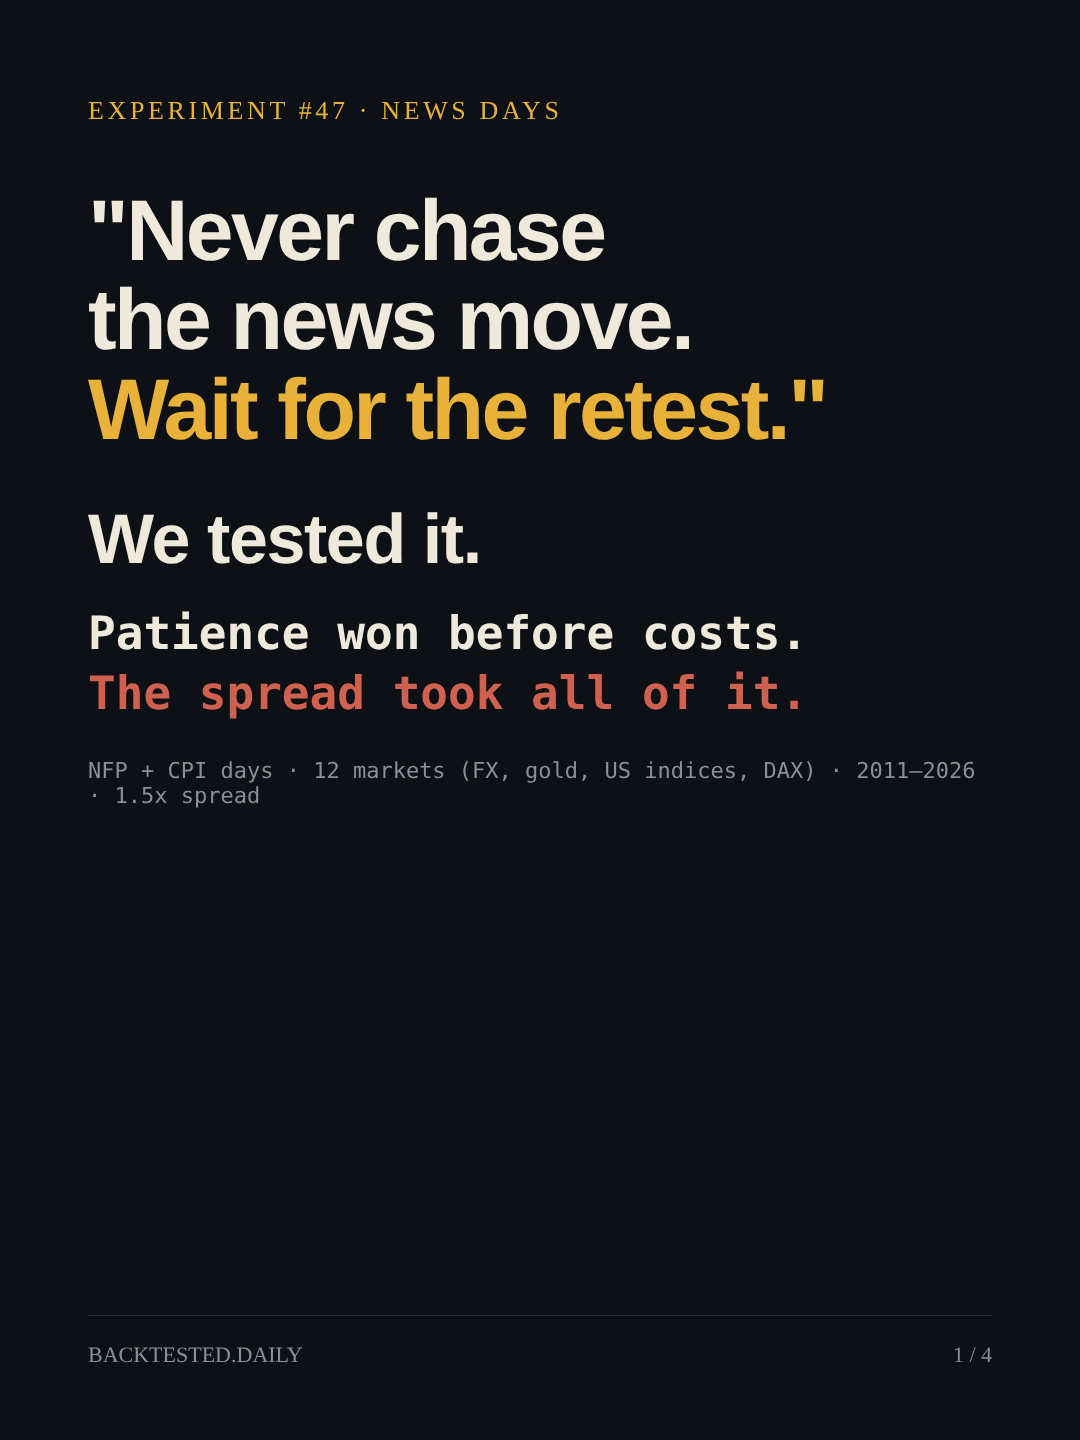 EXPERIMENT #47 · NEWS DAYS
"Never chase
the news move.
Wait for the retest."
We tested it.
Patience won before costs.
The spread took all of it.
NFP + CPI days · 12 markets (FX, gold, US indices, DAX) · 2011–2026
· 1.5x spread
BACKTESTED.DAILY
1 / 4